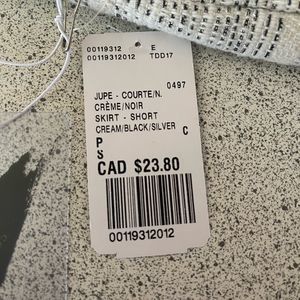 00119312 E
00119312012 TDD17
0497
JUPE - COURTE/N.
CRÈME/NOIR
SKIRT - SHORT
CREAM/BLACK/SILVER
P C
S
CAD $23.80
00119312012